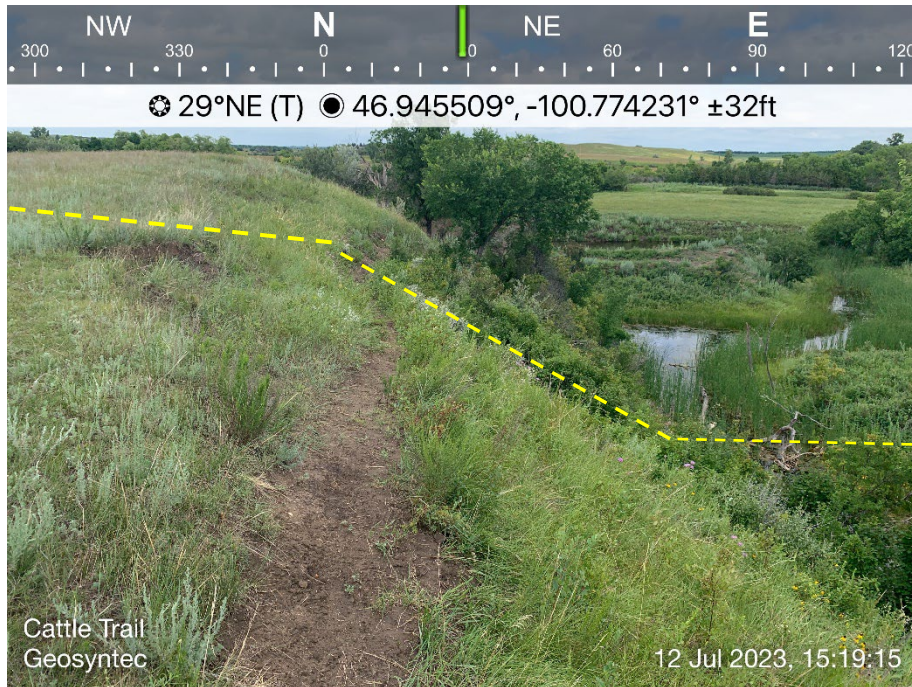 NW N NE E
300 330 0 30 60 90 120
29°NE (T) 46.945509°, -100.774231° ±32ft
Cattle Trail
Geosyntec
12 Jul 2023, 15:19:15